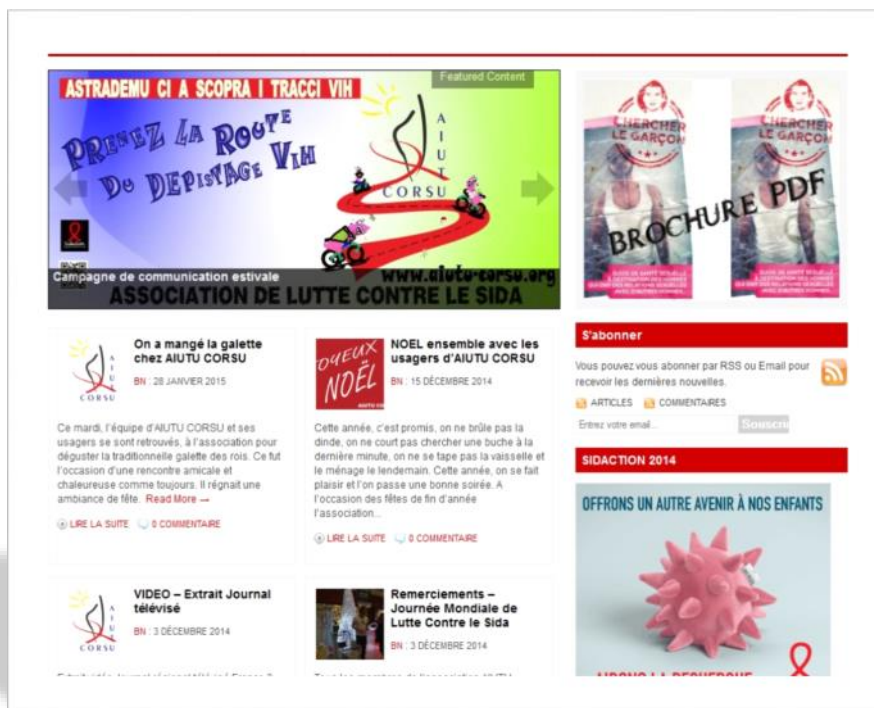 Featured Content
ASTRADEMU CI A SCOPRA I TRACCI VIH
PRENEZ LA ROUTE
DU DEPISTAGE VIH
AIUTU
CORSU
Campagne de communication estivale
www.aiutu-corsu.org
ASSOCIATION DE LUTTE CONTRE LE SIDA
CHERCHER
LE GARÇON
CHERCHER
LE GARÇON
BROCHURE PDF
On a mangé la galette
chez AIUTU CORSU
BN : 28 JANVIER 2015
AIUTU
CORSU
Ce mardi, l'équipe d'AIUTU CORSU et ses
usagers se sont retrouvés, à l'association pour
déguster la traditionnelle galette des rois. Ce fut
l'occasion d'une rencontre amicale et
chaleureuse comme toujours. Il régnait une
ambiance de fête. Read More →
LIRE LA SUITE 0 COMMENTAIRE
JOYEUX
NOËL
NOEL ensemble avec les
usagers d'AIUTU CORSU
BN : 15 DÉCEMBRE 2014
Cette année, c'est promis, on ne brûle pas la
dinde, on ne court pas chercher une buche à la
dernière minute, on ne se tape pas la vaisselle et
le ménage le lendemain. Cette année, on se fait
plaisir et l'on passe une bonne soirée. A
l'occasion des fêtes de fin d'année
l'association...
LIRE LA SUITE 0 COMMENTAIRE
VIDEO – Extrait Journal
télévisé
BN : 3 DÉCEMBRE 2014
AIUTU
CORSU
Remerciements –
Journée Mondiale de
Lutte Contre le Sida
BN : 3 DÉCEMBRE 2014
S'abonner
Vous pouvez vous abonner par RSS ou Email pour
recevoir les dernières nouvelles.
ARTICLES COMMENTAIRES
Entrez votre email... Souscri
SIDACTION 2014
OFFRONS UN AUTRE AVENIR À NOS ENFANTS